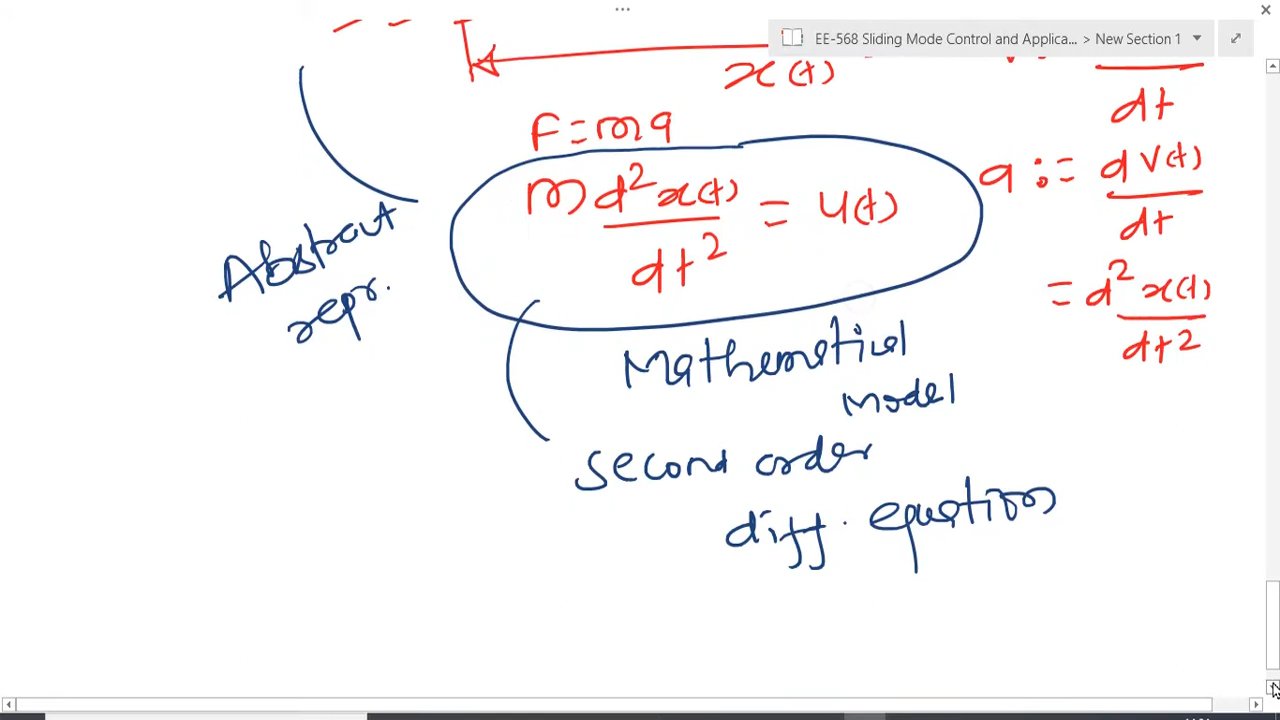 EE-568 Sliding Mode Control and Applica... > New Section 1
x(t)
dt
F=ma
m d²x(t) = u(t)
dt²
a := dv(t)
dt
= d²x(t)
dt²
Abstract
repr.
Mathematical
Model
second order
diff. equation